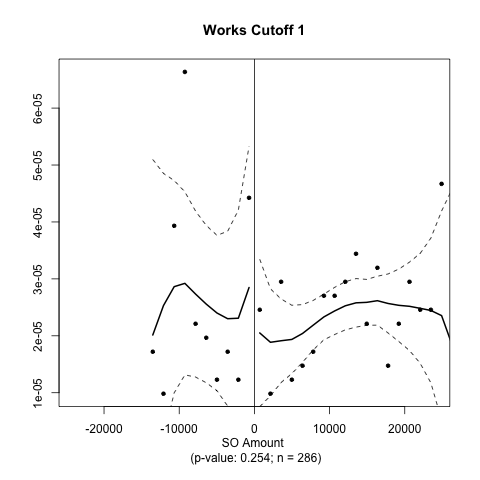 Works Cutoff 1
6e-05
5e-05
4e-05
3e-05
2e-05
1e-05
-20000 -10000 0 10000 20000
SO Amount
(p-value: 0.254; n = 286)